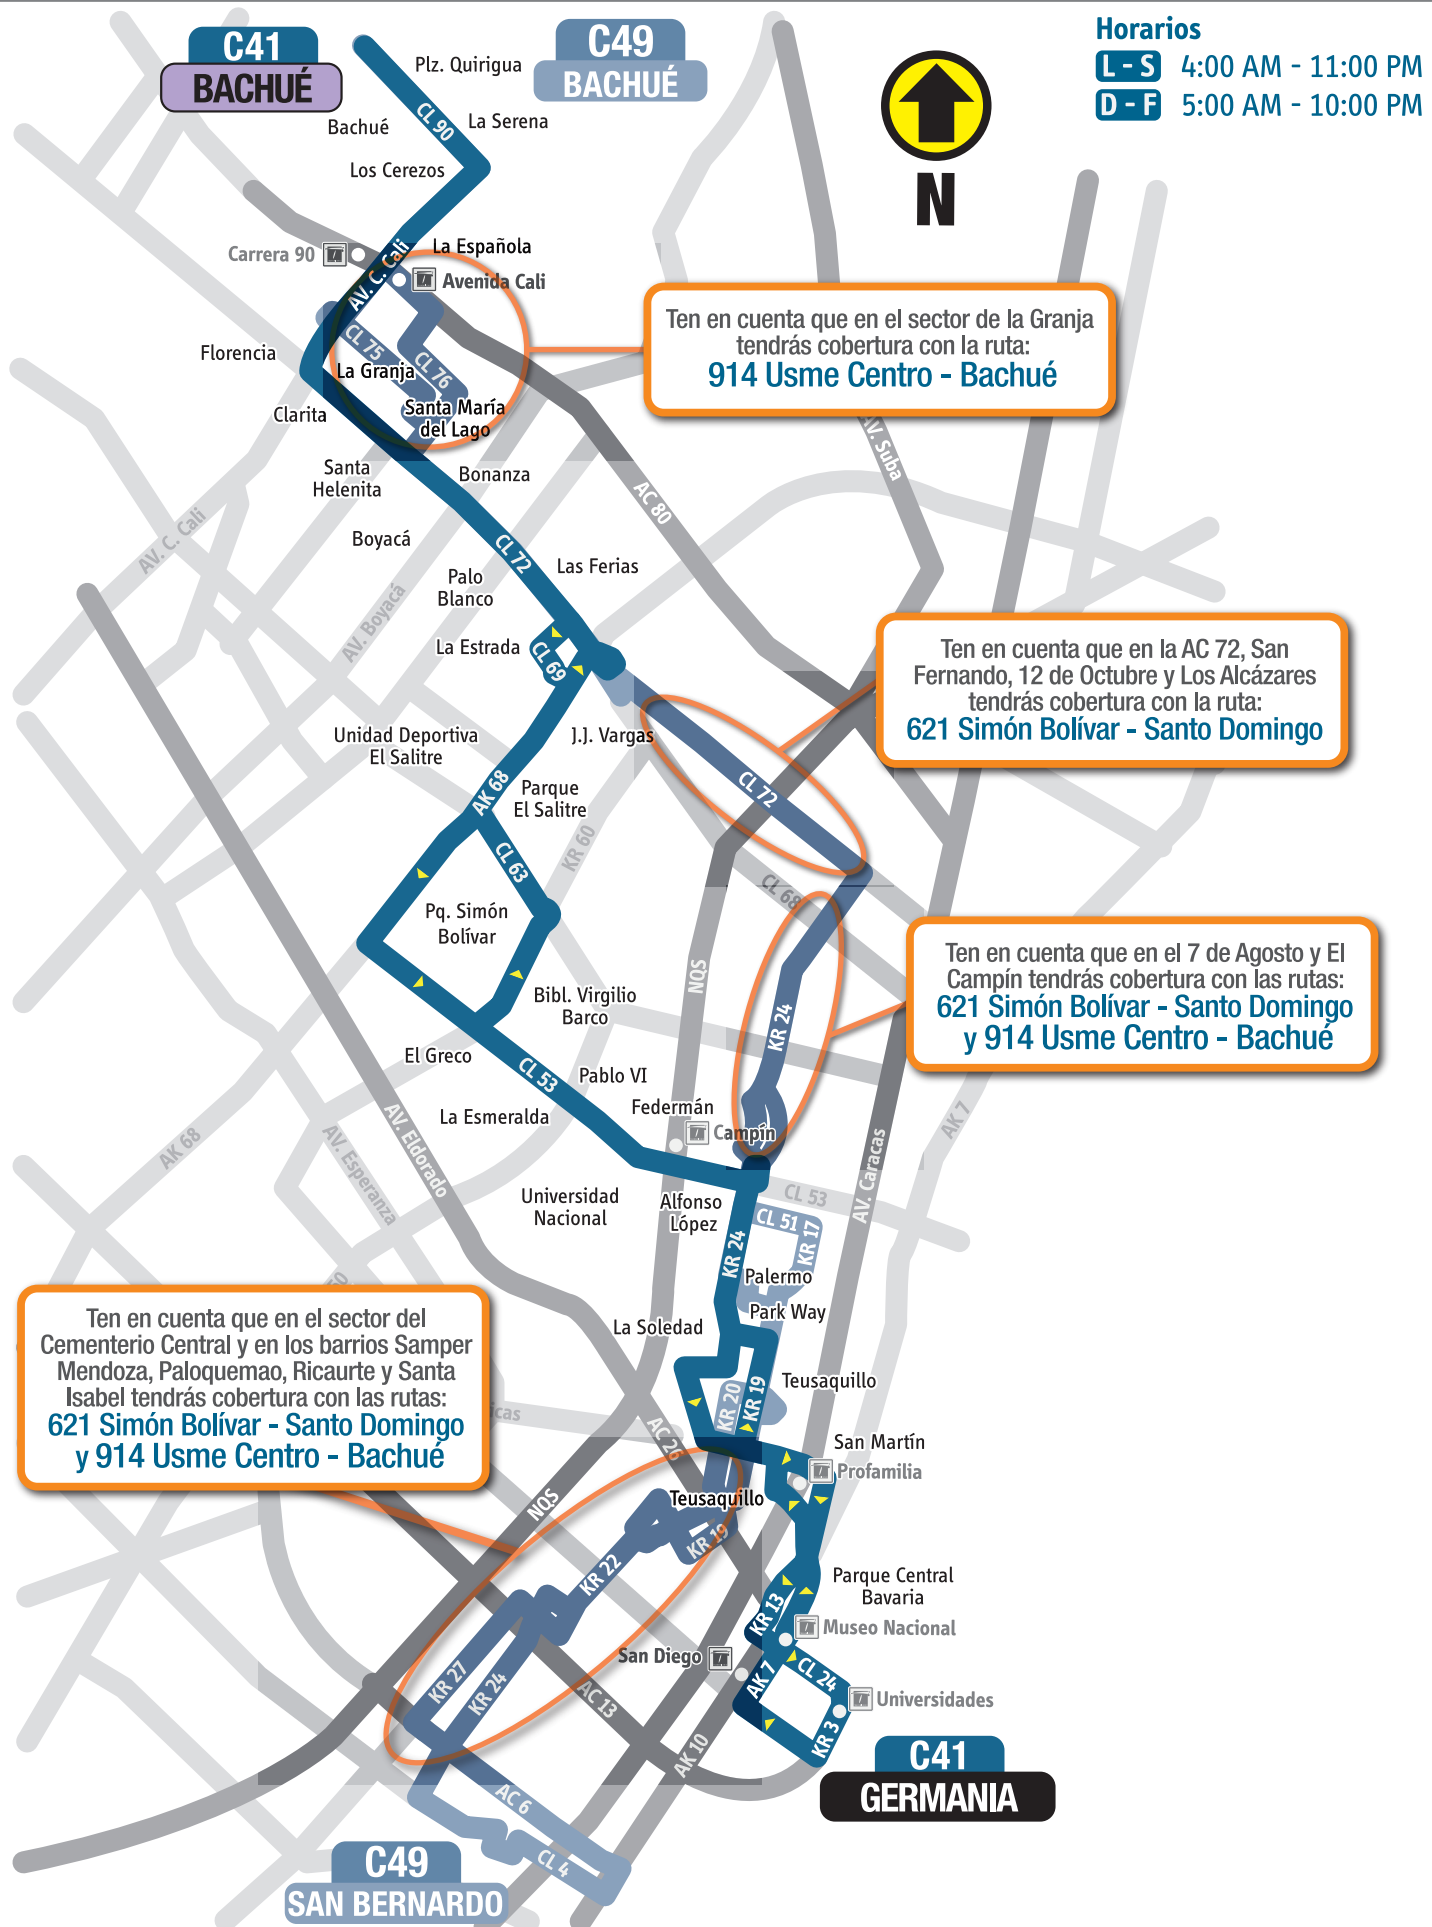 C41
BACHUÉ
C49
BACHUÉ
Horarios
L - S 4:00 AM - 11:00 PM
D - F 5:00 AM - 10:00 PM
N
Plz. Quirigua
CL 90
La Serena
Bachué
Los Cerezos
AV. C. Cali
La Española
Carrera 90
Avenida Cali
Ten en cuenta que en el sector de la Granja
tendrás cobertura con la ruta:
914 Usme Centro - Bachué
CL 75
Florencia
La Granja
CL 76
Santa María
del Lago
Clarita
AV. Suba
Santa
Helenita
Bonanza
AC 80
AV. C. Cali
Boyacá
CL 72
Las Ferias
Palo
Blanco
AV. Boyacá
La Estrada
CL 69
Ten en cuenta que en la AC 72, San
Fernando, 12 de Octubre y Los Alcázares
tendrás cobertura con la ruta:
621 Simón Bolívar - Santo Domingo
Unidad Deportiva
El Salitre
J.J. Vargas
AK 68
Parque
El Salitre
CL 72
KR 60
CL 63
CL 68
Pq. Simón
Bolívar
NQS
Bibl. Virgilio
Barco
KR 24
Ten en cuenta que en el 7 de Agosto y El
Campín tendrás cobertura con las rutas:
621 Simón Bolívar - Santo Domingo
y 914 Usme Centro - Bachué
El Greco
CL 53
Pablo VI
La Esmeralda
Federmán
Campín
AK 7
AK 68
AV. Esperanza
AV. Eldorado
AV. Caracas
CL 53
Universidad
Nacional
Alfonso
López
CL 51
KR 17
KR 24
Palermo
Park Way
La Soledad
Ten en cuenta que en el sector del
Cementerio Central y en los barrios Samper
Mendoza, Paloquemao, Ricaurte y Santa
Isabel tendrás cobertura con las rutas:
621 Simón Bolívar - Santo Domingo
y 914 Usme Centro - Bachué
Teusaquillo
KR 20
KR 19
AC 26
San Martín
Profamilia
NQS
Teusaquillo
KR 19
KR 22
Parque Central
Bavaria
KR 13
Museo Nacional
San Diego
AK 7
CL 24
KR 27
KR 24
AC 13
Universidades
KR 3
AK 10
C41
GERMANIA
AC 6
CL 4
C49
SAN BERNARDO